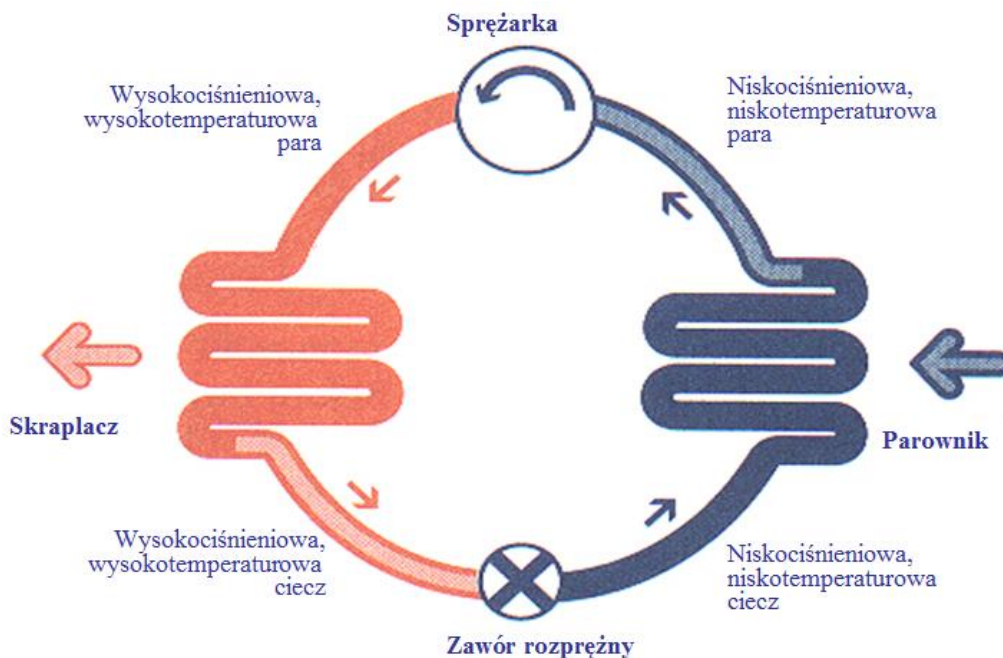 Sprężarka
Wysokociśnieniowa,
wysokotemperaturowa
para
Niskociśnieniowa,
niskotemperaturowa
para
Skraplacz
Parownik
Wysokociśnieniowa,
wysokotemperaturowa
ciecz
Niskociśnieniowa,
niskotemperaturowa
ciecz
Zawór rozprężny